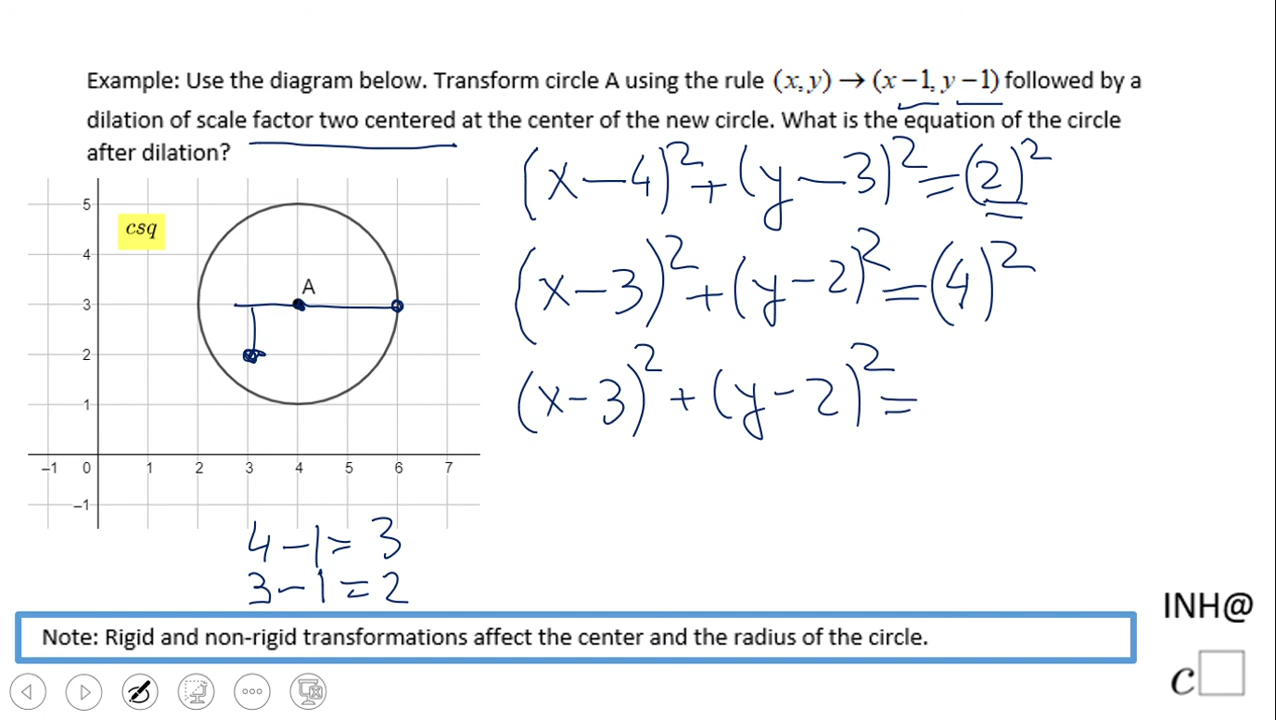 Example: Use the diagram below. Transform circle A using the rule (x, y) → (x − 1, y − 1) followed by a
dilation of scale factor two centered at the center of the new circle. What is the equation of the circle
after dilation?
(x − 4)² + (y − 3)² = (2)²
(x − 3)² + (y − 2)² = (4)²
(x − 3)² + (y − 2)² =
csq
A
5
4
3
2
1
−1 0 1 2 3 4 5 6 7
−1
4 − 1 = 3
3 − 1 = 2
Note: Rigid and non-rigid transformations affect the center and the radius of the circle.
INH@
c